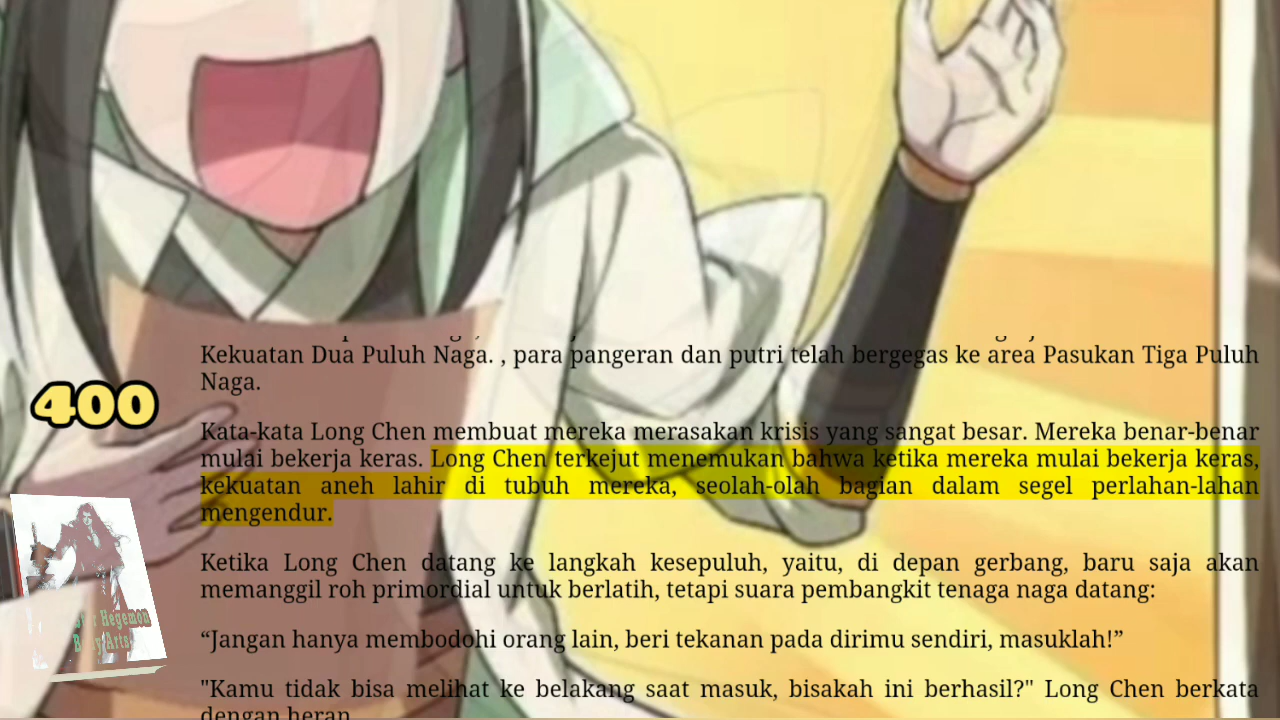 Kekuatan Dua Puluh Naga. , para pangeran dan putri telah bergegas ke area Pasukan Tiga Puluh
Naga.
400
Kata-kata Long Chen membuat mereka merasakan krisis yang sangat besar. Mereka benar-benar
mulai bekerja keras. Long Chen terkejut menemukan bahwa ketika mereka mulai bekerja keras,
kekuatan aneh lahir di tubuh mereka, seolah-olah bagian dalam segel perlahan-lahan
mengendur.
Ketika Long Chen datang ke langkah kesepuluh, yaitu, di depan gerbang, baru saja akan
memanggil roh primordial untuk berlatih, tetapi suara pembangkit tenaga naga datang:
“Jangan hanya membodohi orang lain, beri tekanan pada dirimu sendiri, masuklah!”
"Kamu tidak bisa melihat ke belakang saat masuk, bisakah ini berhasil?" Long Chen berkata
dengan heran.
Hegemon
Body Arts